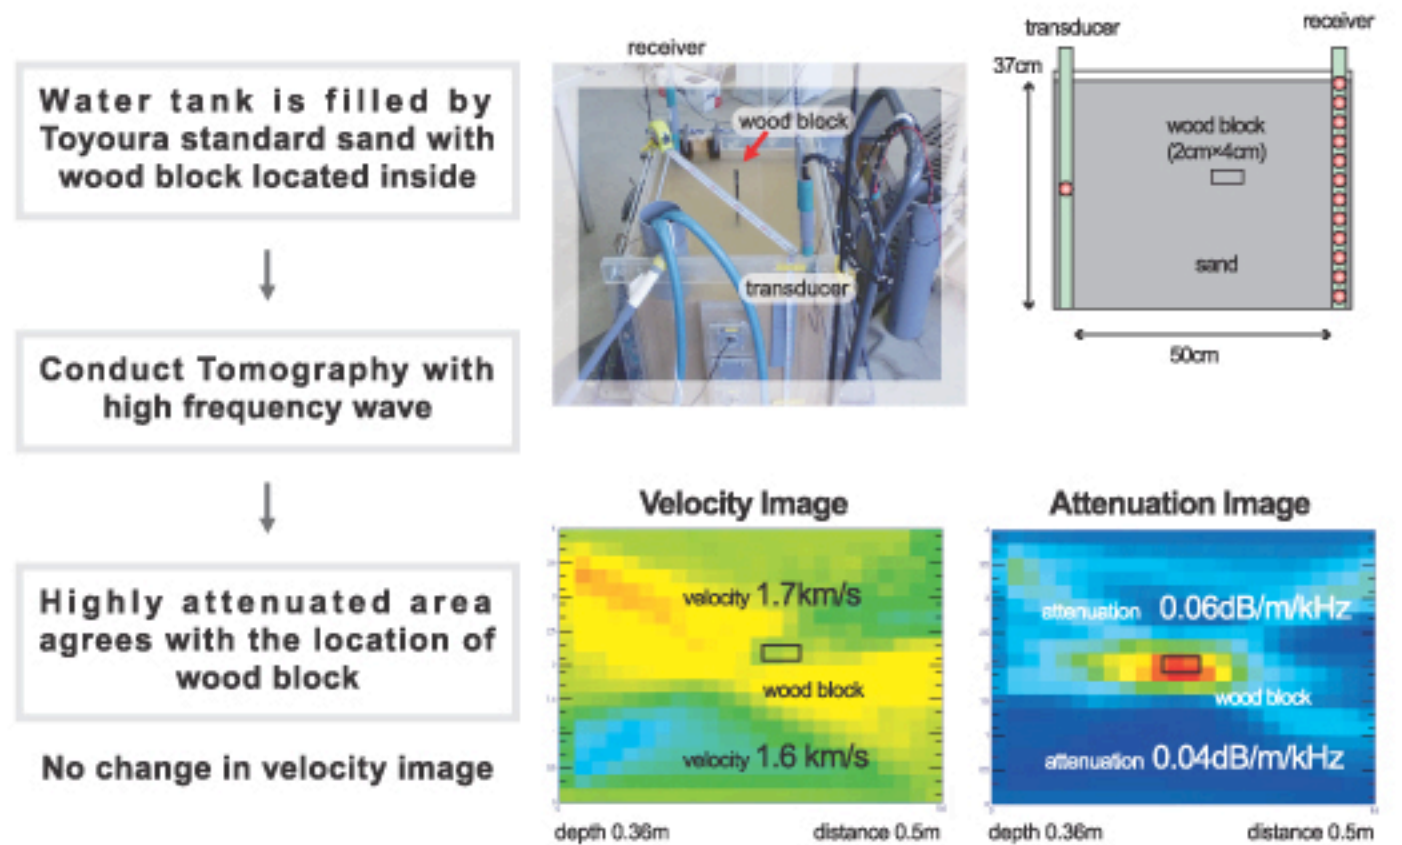 Water tank is filled by
Toyoura standard sand with
wood block located inside
Conduct Tomography with
high frequency wave
Highly attenuated area
agrees with the location of
wood block
No change in velocity image
receiver
wood block
transducer
transducer
receiver
37cm
wood block
(2cm×4cm)
sand
50cm
Velocity Image
velocity 1.7km/s
wood block
velocity 1.6 km/s
depth 0.36m
distance 0.5m
Attenuation Image
attenuation 0.06dB/m/kHz
wood block
attenuation 0.04dB/m/kHz
depth 0.36m
distance 0.5m